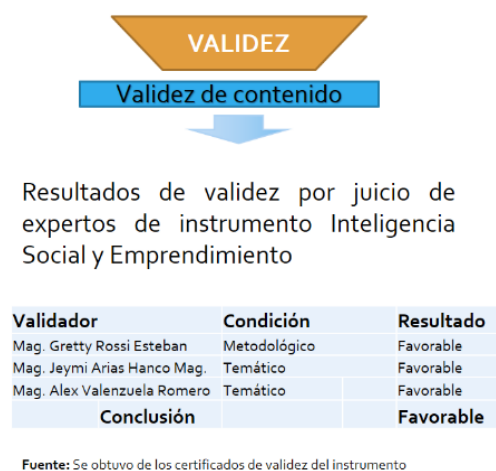 VALIDEZ
Validez de contenido
Resultados de validez por juicio de
expertos de instrumento Inteligencia
Social y Emprendimiento
Validador Condición Resultado
Mag. Gretty Rossi Esteban Metodológico Favorable
Mag. Jeymi Arias Hanco Mag. Temático Favorable
Mag. Alex Valenzuela Romero Temático Favorable
Conclusión Favorable
Fuente: Se obtuvo de los certificados de validez del instrumento